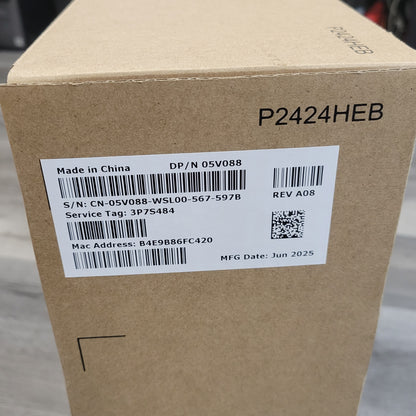 P2424HEB
P2424HEB
Made in China DP/N 05V088
S/N: CN-05V088-WSL00-567-597B REV A08
Service Tag: 3P7S484
Mac Address: B4E9B86FC420
MFG Date: Jun 2025